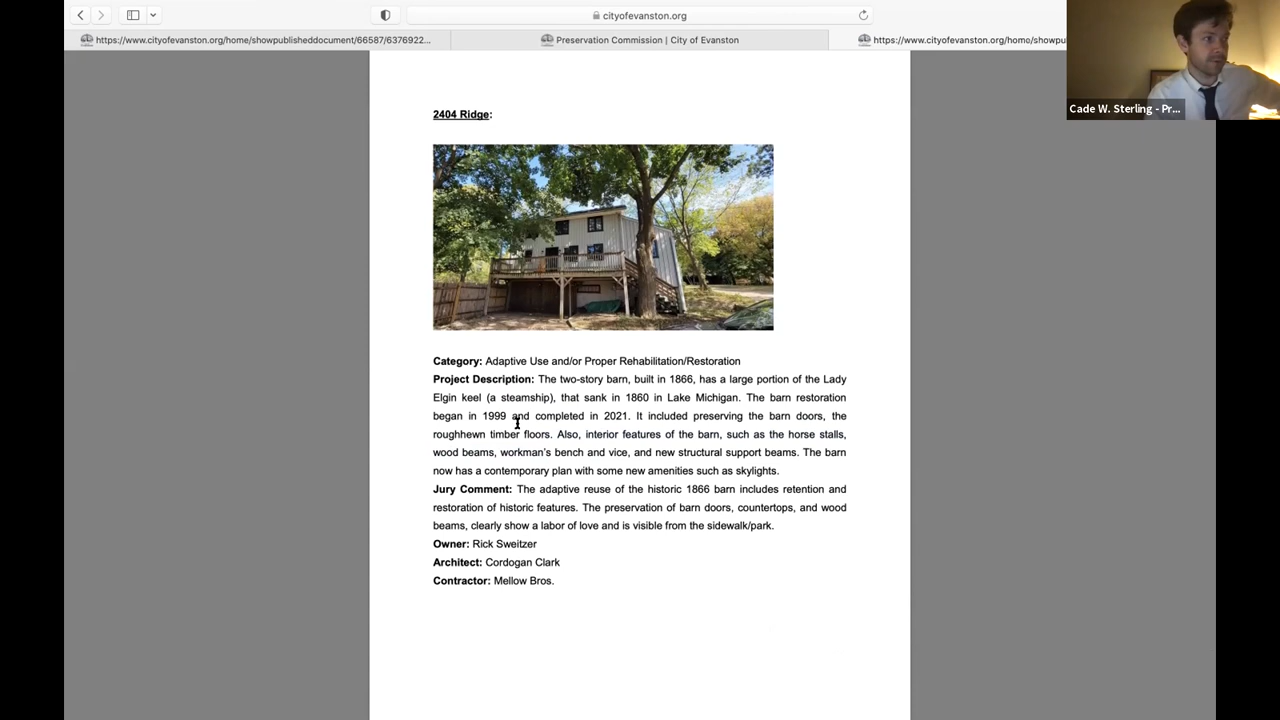 cityofevanston.org
https://www.cityofevanston.org/home/showpublisheddocument/66587/6376922...
Preservation Commission | City of Evanston
https://www.cityofevanston.org/home/showpu
Cade W. Sterling - Pr...
2404 Ridge:
Category: Adaptive Use and/or Proper Rehabilitation/Restoration
Project Description: The two-story barn, built in 1866, has a large portion of the Lady
Elgin keel (a steamship), that sank in 1860 in Lake Michigan. The barn restoration
began in 1999 and completed in 2021. It included preserving the barn doors, the
roughhewn timber floors. Also, interior features of the barn, such as the horse stalls,
wood beams, workman's bench and vice, and new structural support beams. The barn
now has a contemporary plan with some new amenities such as skylights.
Jury Comment: The adaptive reuse of the historic 1866 barn includes retention and
restoration of historic features. The preservation of barn doors, countertops, and wood
beams, clearly show a labor of love and is visible from the sidewalk/park.
Owner: Rick Sweitzer
Architect: Cordogan Clark
Contractor: Mellow Bros.